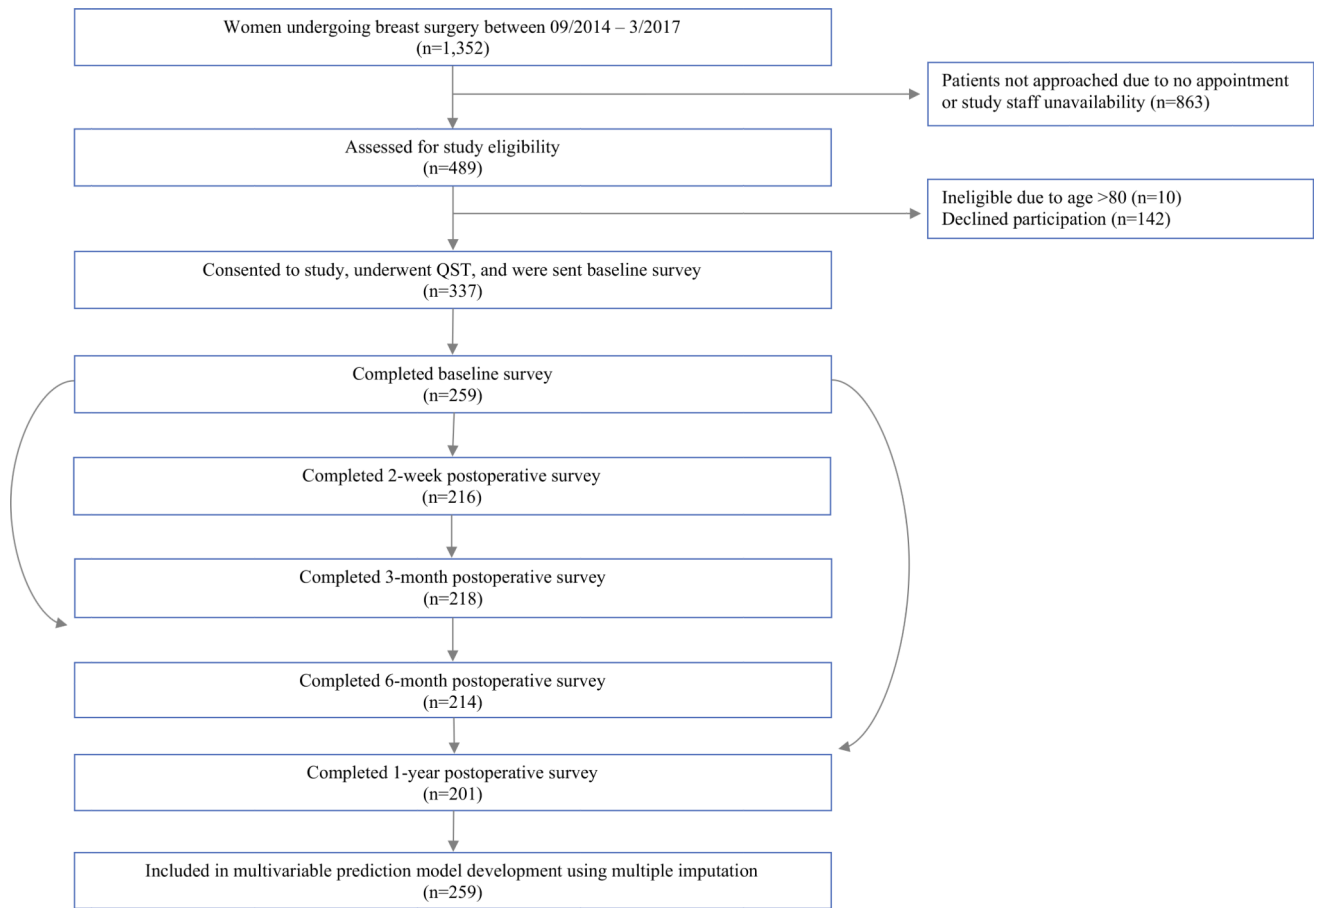 Women undergoing breast surgery between 09/2014 – 3/2017
(n=1,352)
Patients not approached due to no appointment
or study staff unavailability (n=863)
Assessed for study eligibility
(n=489)
Ineligible due to age >80 (n=10)
Declined participation (n=142)
Consented to study, underwent QST, and were sent baseline survey
(n=337)
Completed baseline survey
(n=259)
Completed 2-week postoperative survey
(n=216)
Completed 3-month postoperative survey
(n=218)
Completed 6-month postoperative survey
(n=214)
Completed 1-year postoperative survey
(n=201)
Included in multivariable prediction model development using multiple imputation
(n=259)